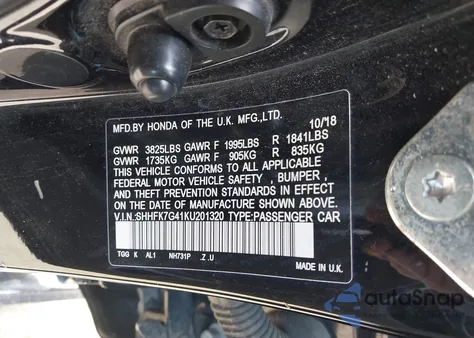 MFD.BY HONDA OF THE U.K. MFG.,LTD. 10/18
GVWR 3825LBS GAWR F 1995LBS R 1841LBS
GVWR 1735KG GAWR F 905KG R 835KG
THIS VEHICLE CONFORMS TO ALL APPLICABLE
FEDERAL MOTOR VEHICLE SAFETY , BUMPER ,
AND THEFT PREVENTION STANDARDS IN EFFECT
ON THE DATE OF MANUFACTURE SHOWN ABOVE.
V.I.N:SHHFK7G41KU201320 TYPE:PASSENGER CAR
TGG K AL1 NH731P .Z .U
MADE IN U.K.
autoSnap